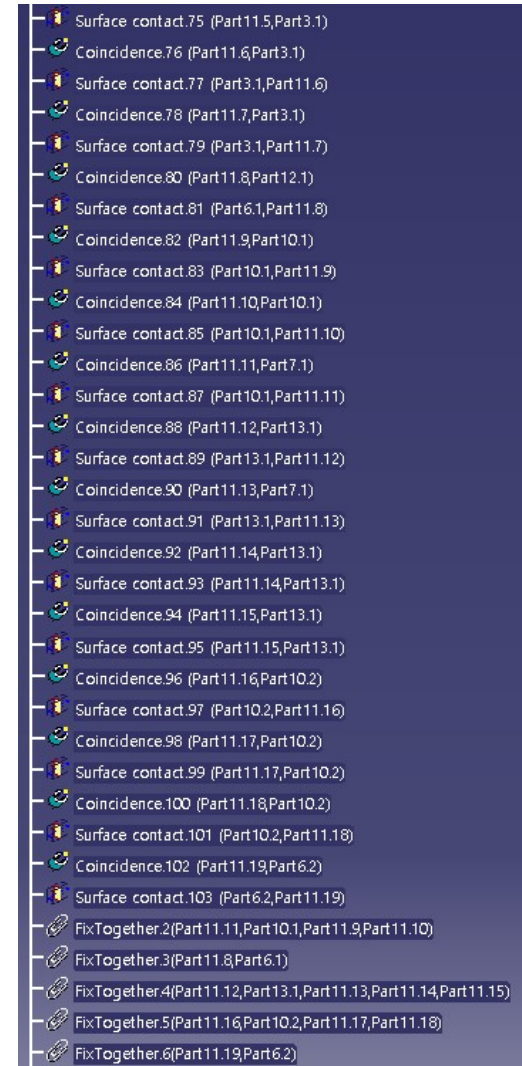 Surface contact.75 (Part11.5,Part3.1)
Coincidence.76 (Part11.6,Part3.1)
Surface contact.77 (Part3.1,Part11.6)
Coincidence.78 (Part11.7,Part3.1)
Surface contact.79 (Part3.1,Part11.7)
Coincidence.80 (Part11.8,Part12.1)
Surface contact.81 (Part6.1,Part11.8)
Coincidence.82 (Part11.9,Part10.1)
Surface contact.83 (Part10.1,Part11.9)
Coincidence.84 (Part11.10,Part10.1)
Surface contact.85 (Part10.1,Part11.10)
Coincidence.86 (Part11.11,Part7.1)
Surface contact.87 (Part10.1,Part11.11)
Coincidence.88 (Part11.12,Part13.1)
Surface contact.89 (Part13.1,Part11.12)
Coincidence.90 (Part11.13,Part7.1)
Surface contact.91 (Part13.1,Part11.13)
Coincidence.92 (Part11.14,Part13.1)
Surface contact.93 (Part11.14,Part13.1)
Coincidence.94 (Part11.15,Part13.1)
Surface contact.95 (Part11.15,Part13.1)
Coincidence.96 (Part11.16,Part10.2)
Surface contact.97 (Part10.2,Part11.16)
Coincidence.98 (Part11.17,Part10.2)
Surface contact.99 (Part11.17,Part10.2)
Coincidence.100 (Part11.18,Part10.2)
Surface contact.101 (Part10.2,Part11.18)
Coincidence.102 (Part11.19,Part6.2)
Surface contact.103 (Part6.2,Part11.19)
FixTogether.2(Part11.11,Part10.1,Part11.9,Part11.10)
FixTogether.3(Part11.8,Part6.1)
FixTogether.4(Part11.12,Part13.1,Part11.13,Part11.14,Part11.15)
FixTogether.5(Part11.16,Part10.2,Part11.17,Part11.18)
FixTogether.6(Part11.19,Part6.2)